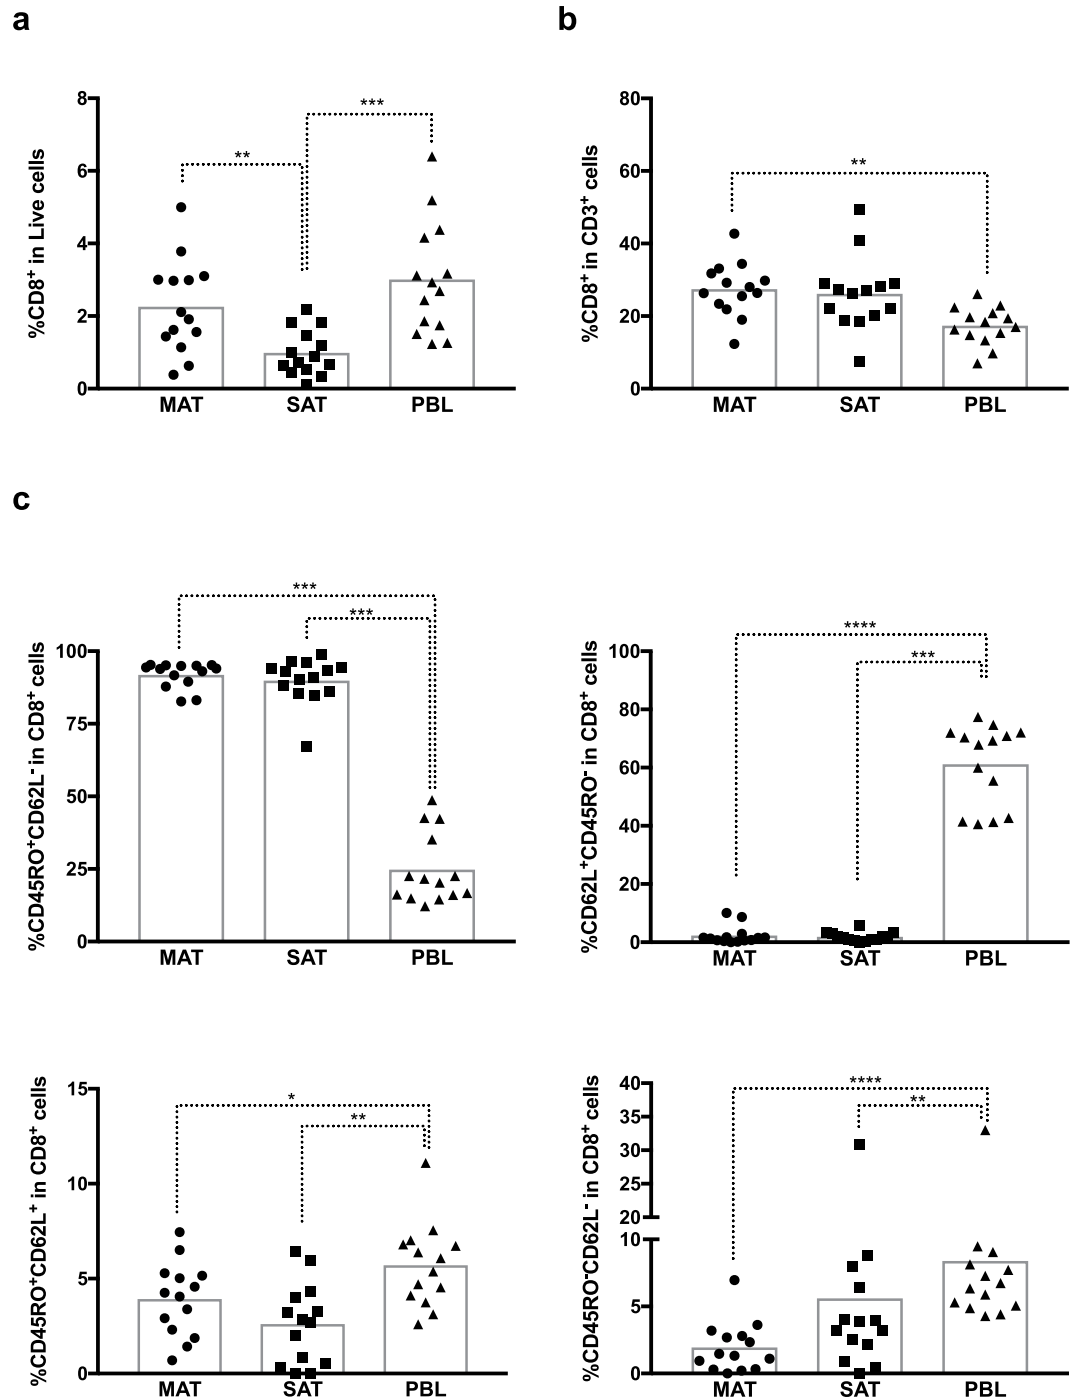 a
%CD8⁺ in Live cells
8
6
4
2
0
**
***
MAT SAT PBL
b
%CD8⁺ in CD3⁺ cells
80
60
40
20
0
**
MAT SAT PBL
c
%CD45RO⁺CD62L⁻ in CD8⁺ cells
100
75
50
25
0
***
***
MAT SAT PBL
%CD62L⁺CD45RO⁻ in CD8⁺ cells
100
80
60
40
20
0
****
***
MAT SAT PBL
%CD45RO⁺CD62L⁺ in CD8⁺ cells
15
10
5
0
*
**
MAT SAT PBL
%CD45RO⁻CD62L⁻ in CD8⁺ cells
40
35
30
25
20
10
5
0
****
**
MAT SAT PBL